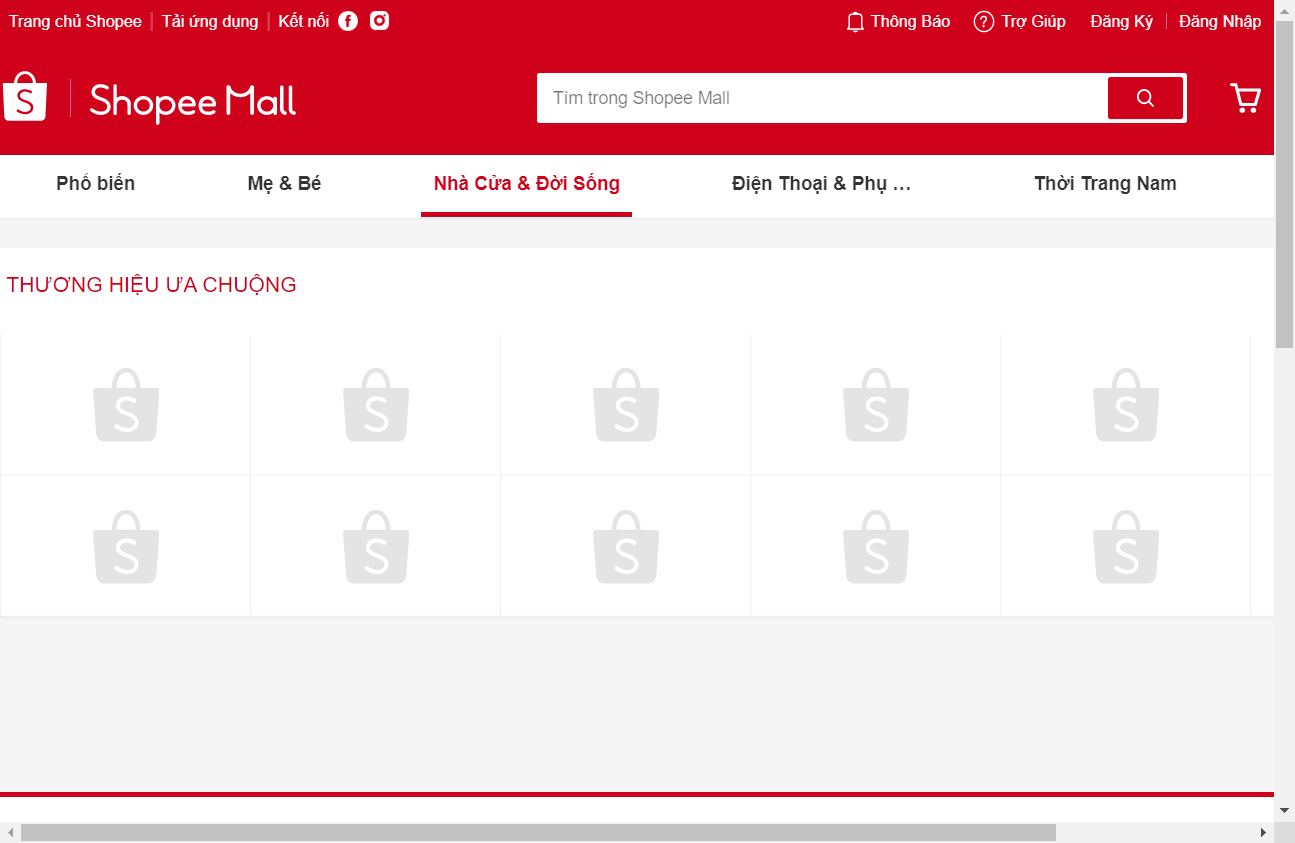 Trang chủ Shopee Tải ứng dụng Kết nối Thông Báo Trợ Giúp Đăng Ký Đăng Nhập
Shopee Mall Tìm trong Shopee Mall
Phổ biến Mẹ & Bé Nhà Cửa & Đời Sống Điện Thoại & Phụ ... Thời Trang Nam
THƯƠNG HIỆU ƯA CHUỘNG